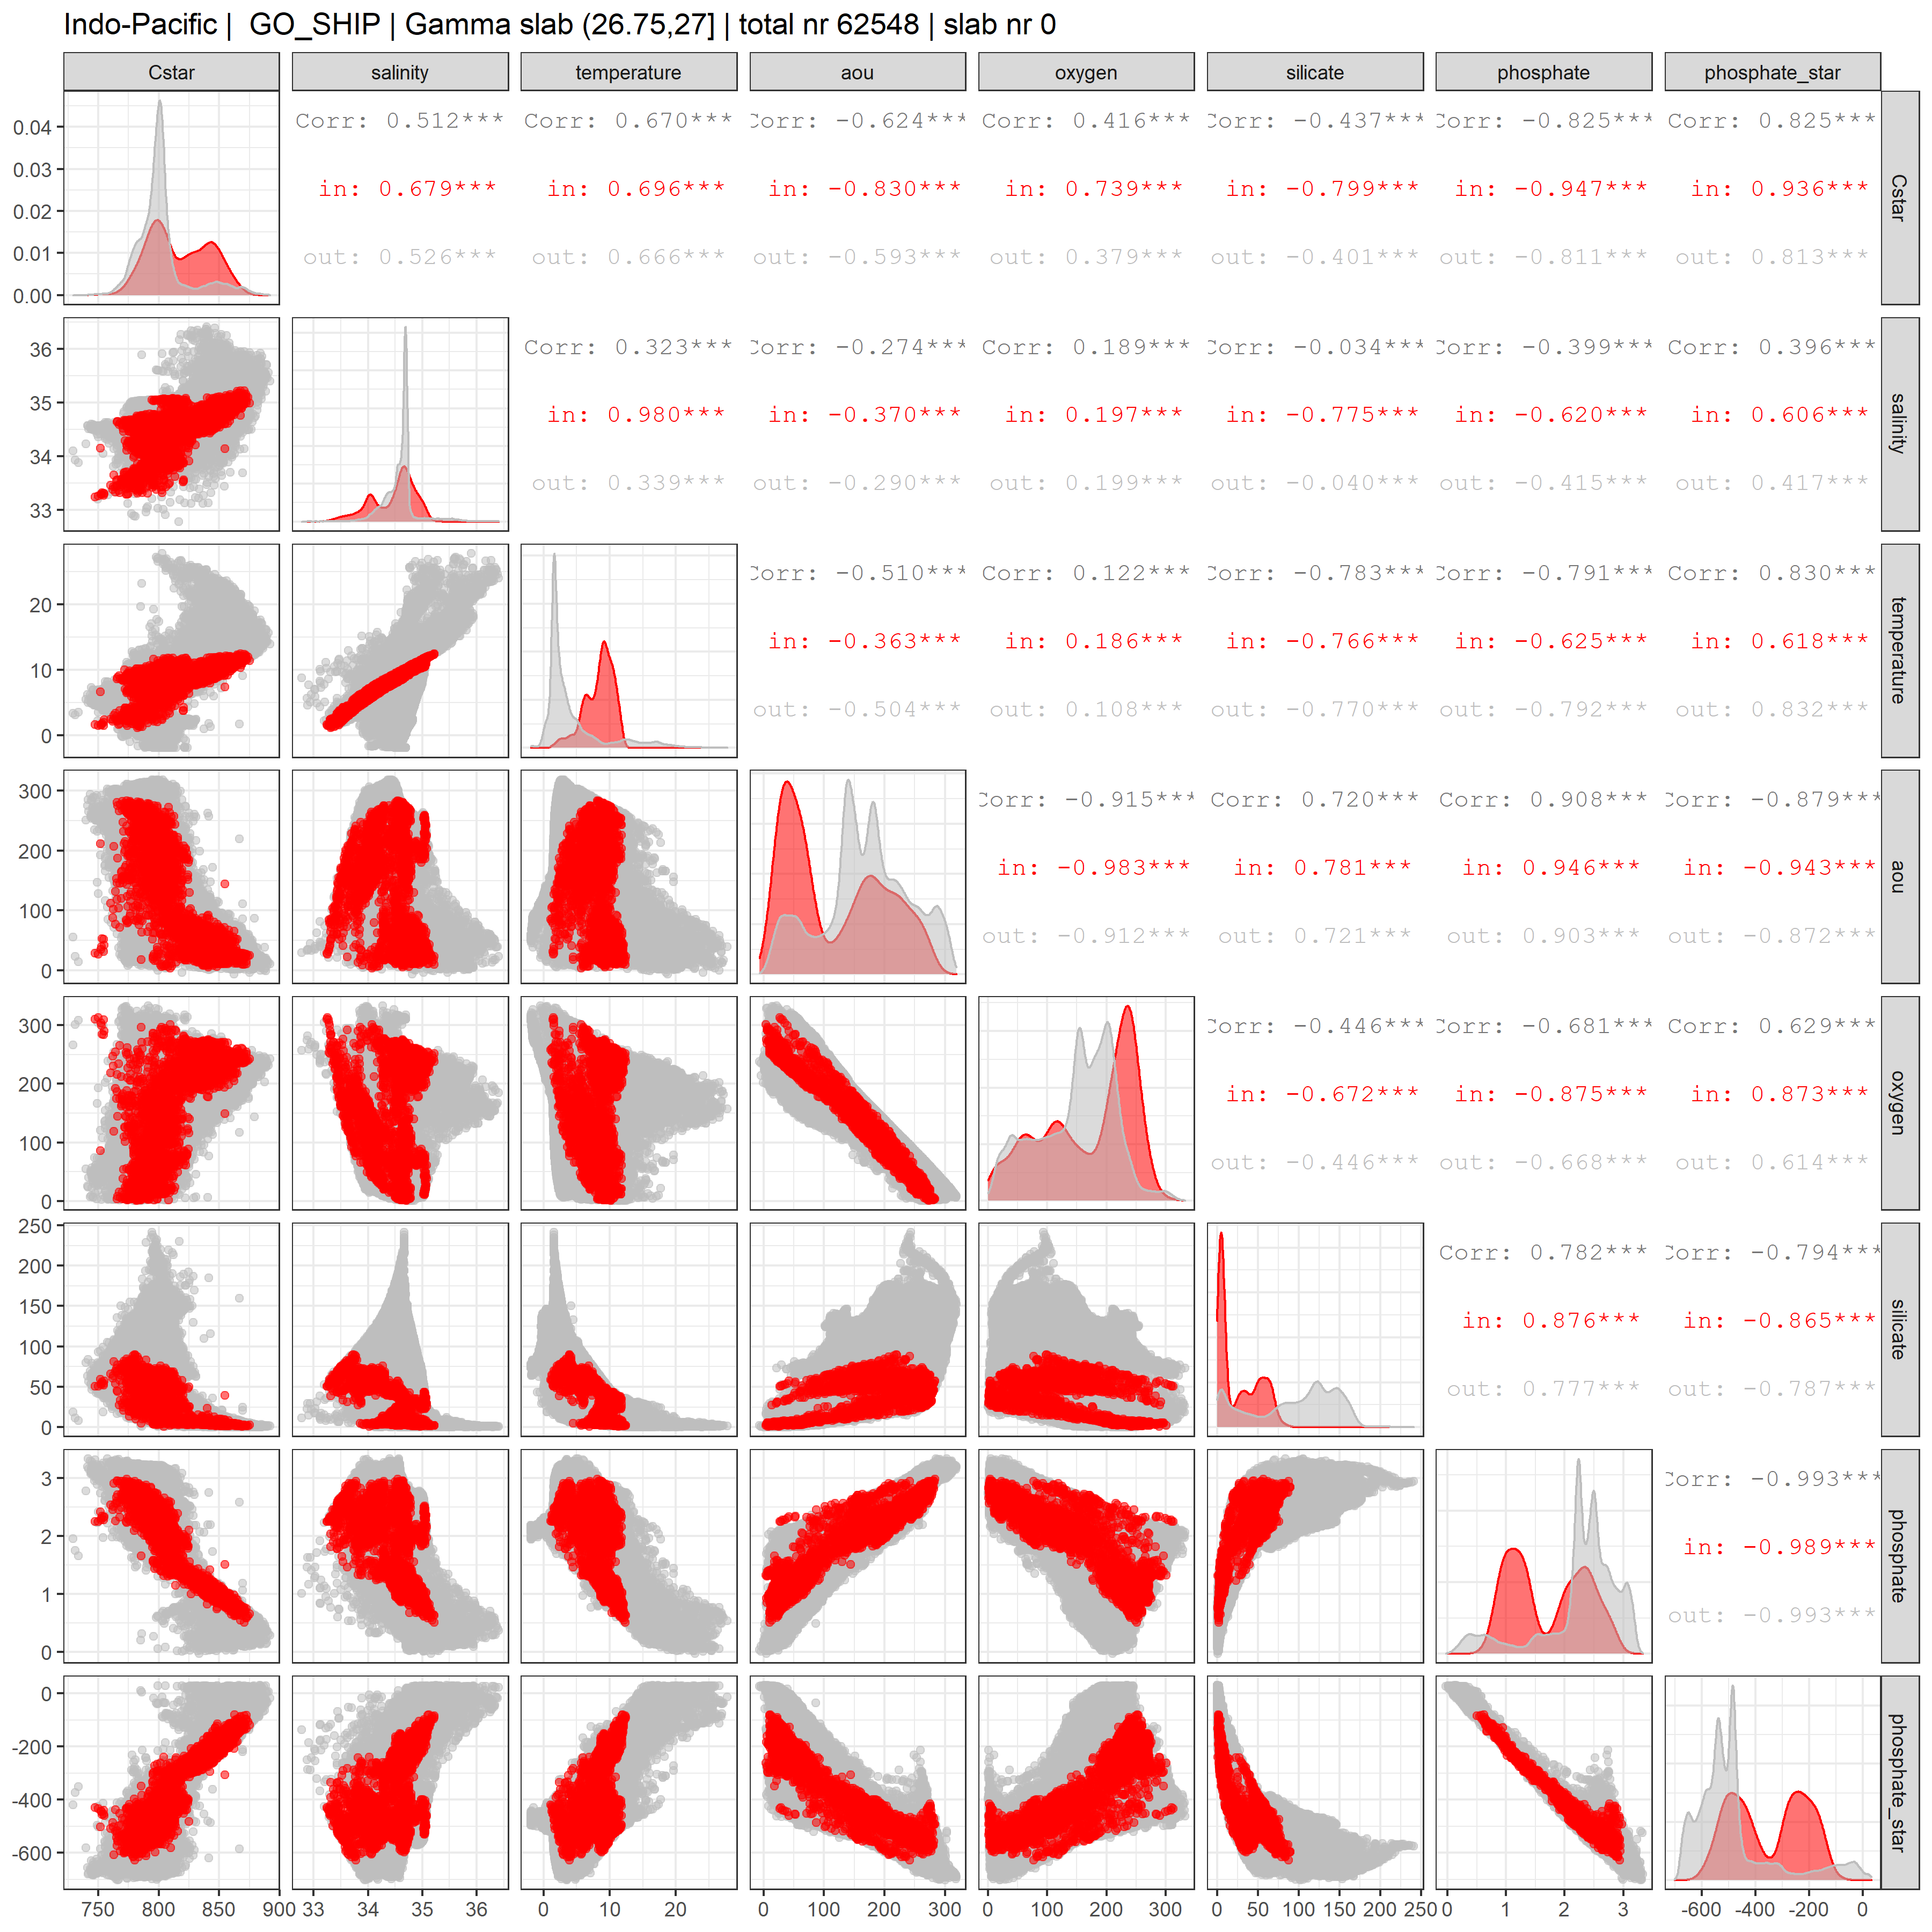 Indo-Pacific | GO_SHIP | Gamma slab (26.75,27] | total nr 62548 | slab nr 0
Cstar salinity temperature aou oxygen silicate phosphate phosphate_star
0.04 Corr: 0.512*** Corr: 0.670*** Corr: -0.624*** Corr: 0.416*** Corr: -0.437*** Corr: -0.825*** Corr: 0.825***
0.03
0.02 in: 0.679*** in: 0.696*** in: -0.830*** in: 0.739*** in: -0.799*** in: -0.947*** in: 0.936*** Cstar
0.01 out: 0.526*** out: 0.666*** out: -0.593*** out: 0.379*** out: -0.401*** out: -0.811*** out: 0.813***
0.00
36 Corr: 0.323*** Corr: -0.274*** Corr: 0.189*** Corr: -0.034*** Corr: -0.399*** Corr: 0.396***
35 in: 0.980*** in: -0.370*** in: 0.197*** in: -0.775*** in: -0.620*** in: 0.606*** salinity
34 out: 0.339*** out: -0.290*** out: 0.199*** out: -0.040*** out: -0.415*** out: 0.417***
33
Corr: -0.510*** Corr: 0.122*** Corr: -0.783*** Corr: -0.791*** Corr: 0.830***
20
10 in: -0.363*** in: 0.186*** in: -0.766*** in: -0.625*** in: 0.618*** temperature
0 out: -0.504*** out: 0.108*** out: -0.770*** out: -0.792*** out: 0.832***
300 Corr: -0.915*** Corr: 0.720*** Corr: 0.908*** Corr: -0.879***
200 in: -0.983*** in: 0.781*** in: 0.946*** in: -0.943*** aou
100 out: -0.912*** out: 0.721*** out: 0.903*** out: -0.872***
0
300 Corr: -0.446*** Corr: -0.681*** Corr: 0.629***
200 in: -0.672*** in: -0.875*** in: 0.873*** oxygen
100 out: -0.446*** out: -0.668*** out: 0.614***
0
250 Corr: 0.782*** Corr: -0.794***
200
150
100 in: 0.876*** in: -0.865*** silicate
50 out: 0.777*** out: -0.787***
0
3 Corr: -0.993***
2 in: -0.989*** phosphate
1 out: -0.993***
0
0
-200
-400 phosphate_star
-600
750 800 850 900 33 34 35 36 0 10 20 0 100 200 300 0 100 200 300 0 50 100 150 200 250 0 1 2 3 -600 -400 -200 0